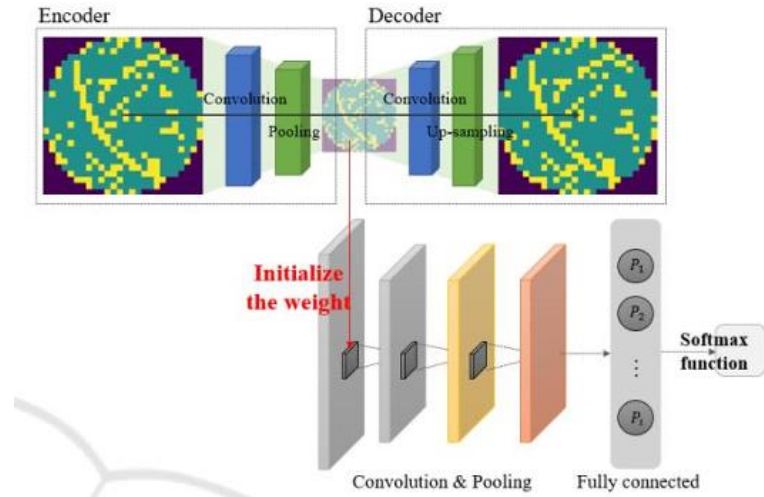 Encoder
Decoder
Convolution
Pooling
Convolution
Up-sampling
Initialize
the weight
P1
P2
⋮
Pi
Softmax
function
Convolution & Pooling
Fully connected